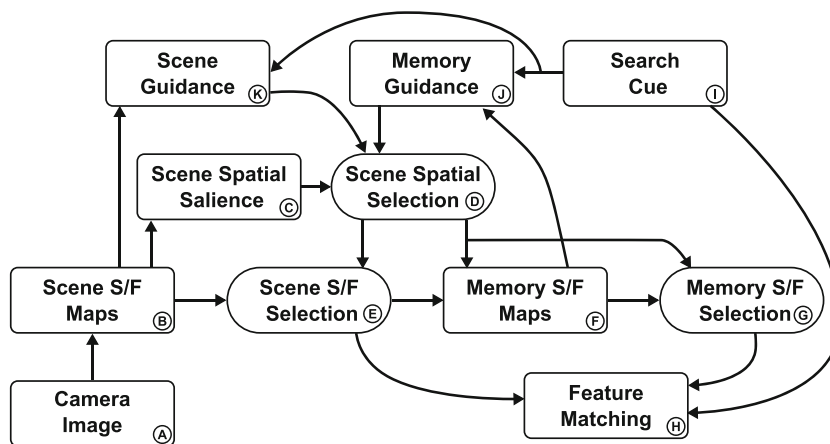 Scene
Guidance
K
Memory
Guidance
J
Search
Cue
I
Scene Spatial
Salience
C
Scene Spatial
Selection D
Scene S/F
Maps
B
Scene S/F
Selection E
Memory S/F
Maps
F
Memory S/F
Selection G
Camera
Image
A
Feature
Matching
H